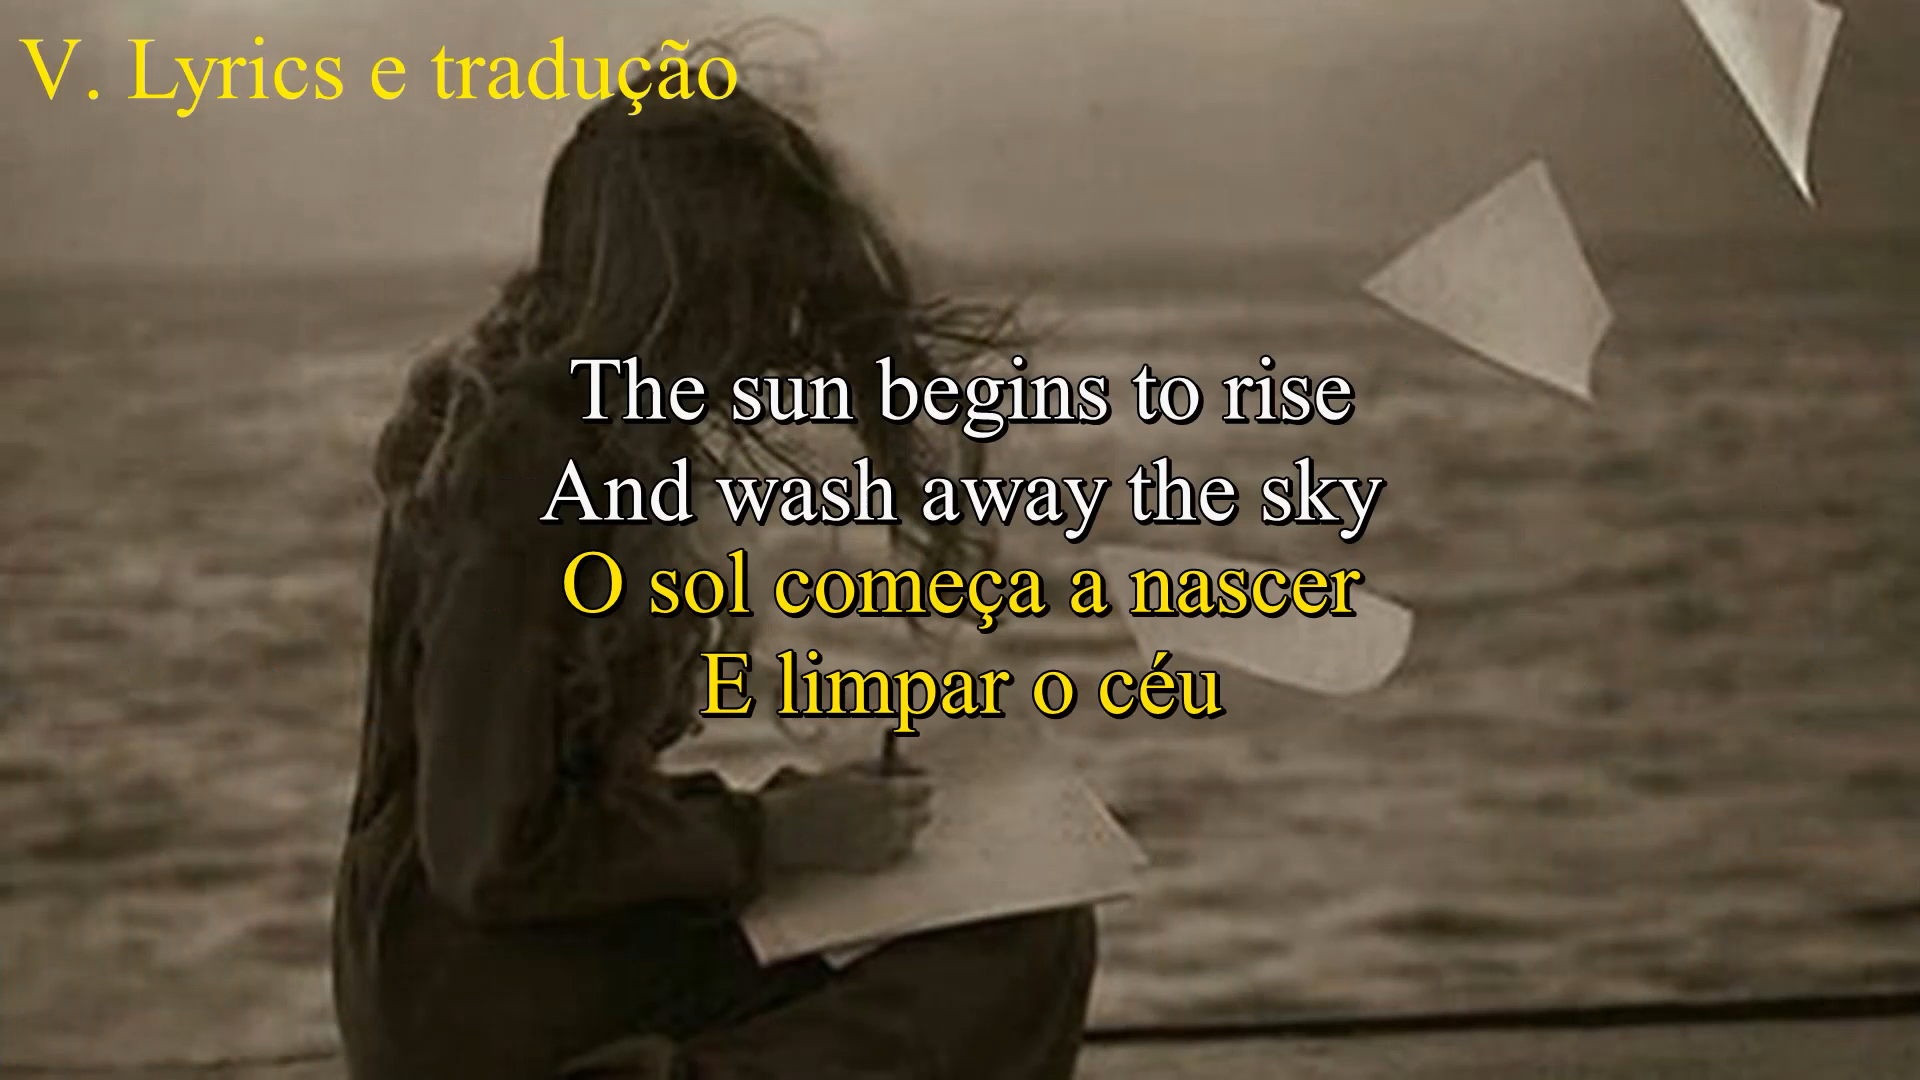 V. Lyrics e tradução
The sun begins to rise
And wash away the sky
O sol começa a nascer
E limpar o céu